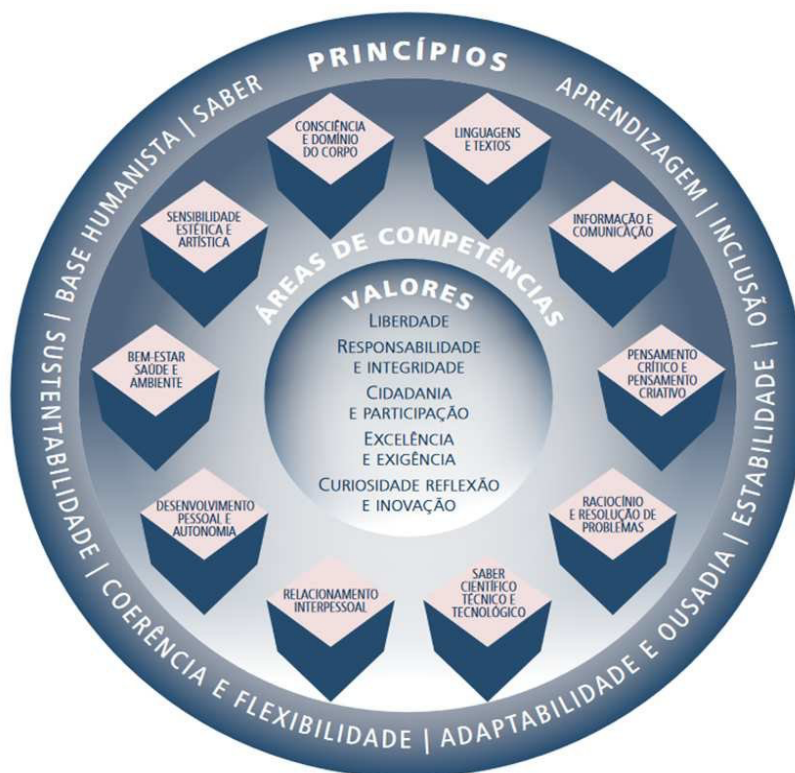 PRINCÍPIOS
APRENDIZAGEM | INCLUSÃO | ESTABILIDADE | ADAPTABILIDADE E OUSADIA | COERÊNCIA E FLEXIBILIDADE | SUSTENTABILIDADE | BASE HUMANISTA | SABER
ÁREAS DE COMPETÊNCIAS
LINGUAGENS
E TEXTOS
INFORMAÇÃO E
COMUNICAÇÃO
PENSAMENTO
CRÍTICO E
PENSAMENTO
CRIATIVO
RACIOCÍNIO
E RESOLUÇÃO DE
PROBLEMAS
SABER
CIENTÍFICO
TÉCNICO E
TECNOLÓGICO
RELACIONAMENTO
INTERPESSOAL
DESENVOLVIMENTO
PESSOAL E
AUTONOMIA
BEM-ESTAR
SAÚDE E
AMBIENTE
SENSIBILIDADE
ESTÉTICA E
ARTÍSTICA
CONSCIÊNCIA
E DOMÍNIO
DO CORPO
VALORES
LIBERDADE
RESPONSABILIDADE
E INTEGRIDADE
CIDADANIA
E PARTICIPAÇÃO
EXCELÊNCIA
E EXIGÊNCIA
CURIOSIDADE REFLEXÃO
E INOVAÇÃO